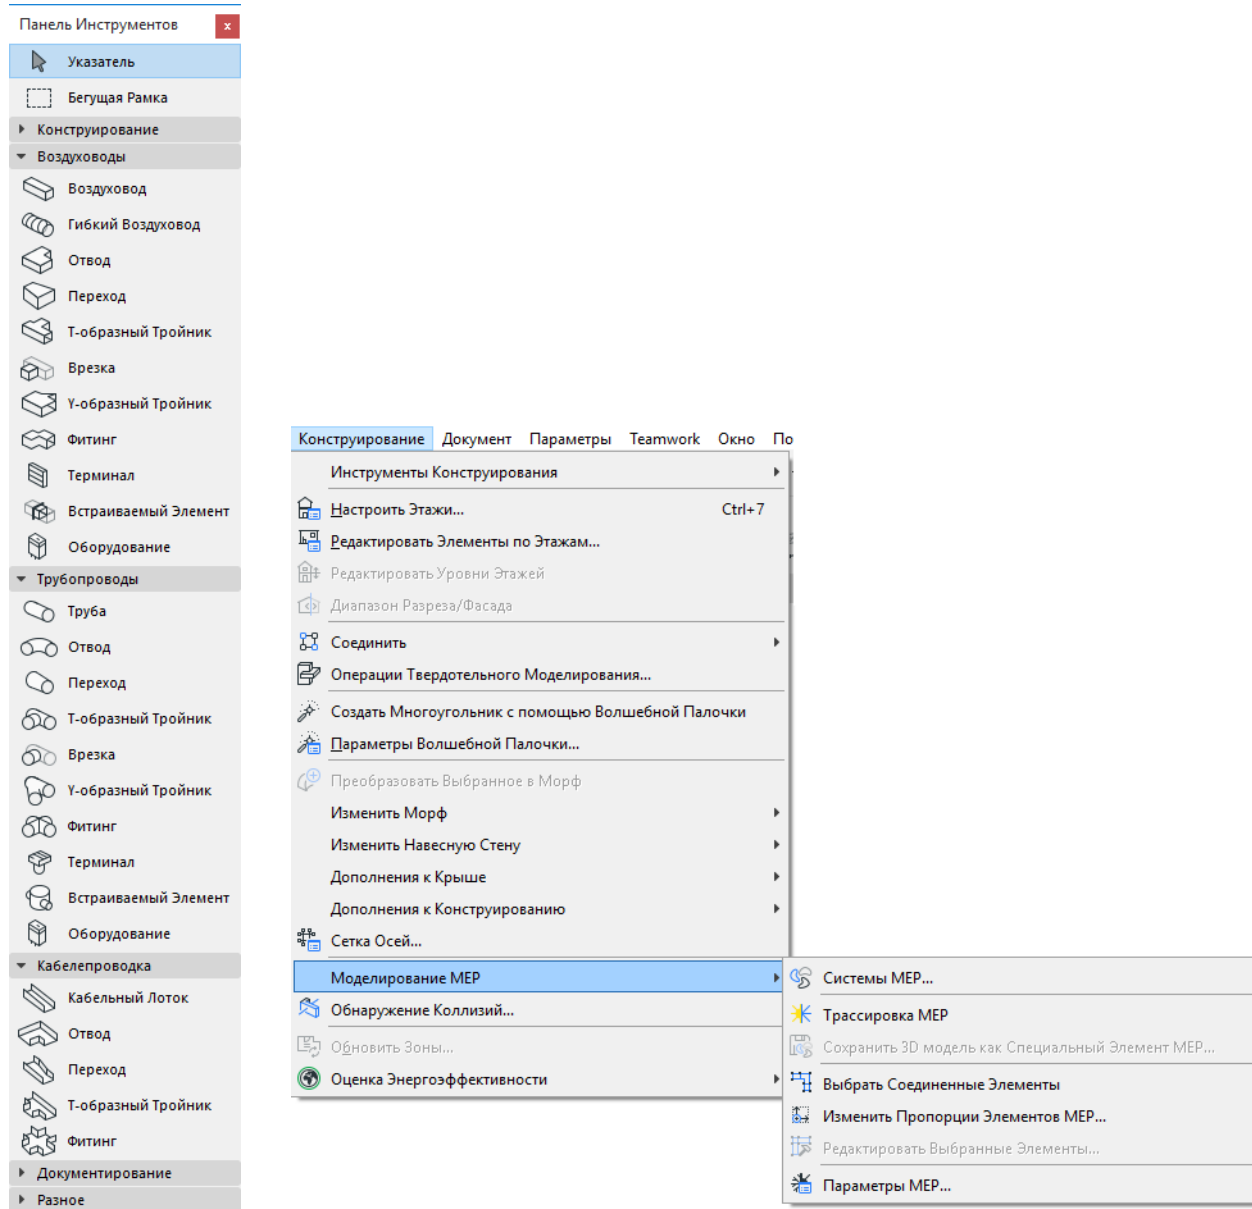 Панель Инструментов
x
Указатель
Бегущая Рамка
Конструирование
Воздуховоды
Воздуховод
Гибкий Воздуховод
Отвод
Переход
Т-образный Тройник
Врезка
Y-образный Тройник
Фитинг
Терминал
Встраиваемый Элемент
Оборудование
Трубопроводы
Труба
Отвод
Переход
Т-образный Тройник
Врезка
Y-образный Тройник
Фитинг
Терминал
Встраиваемый Элемент
Оборудование
Кабелепроводка
Кабельный Лоток
Отвод
Переход
Т-образный Тройник
Фитинг
Документирование
Разное
Конструирование Документ Параметры Teamwork Окно По
Инструменты Конструирования
Настроить Этажи... Ctrl+7
Редактировать Элементы по Этажам...
Редактировать Уровни Этажей
Диапазон Разреза/Фасада
Соединить
Операции Твердотельного Моделирования...
Создать Многоугольник с помощью Волшебной Палочки
Параметры Волшебной Палочки...
Преобразовать Выбранное в Морф
Изменить Морф
Изменить Навесную Стену
Дополнения к Крыше
Дополнения к Конструированию
Сетка Осей...
Моделирование MEP
Обнаружение Коллизий...
Обновить Зоны...
Оценка Энергоэффективности
Системы MEP...
Трассировка MEP
Сохранить 3D модель как Специальный Элемент MEP...
Выбрать Соединенные Элементы
Изменить Пропорции Элементов MEP...
Редактировать Выбранные Элементы...
Параметры MEP...